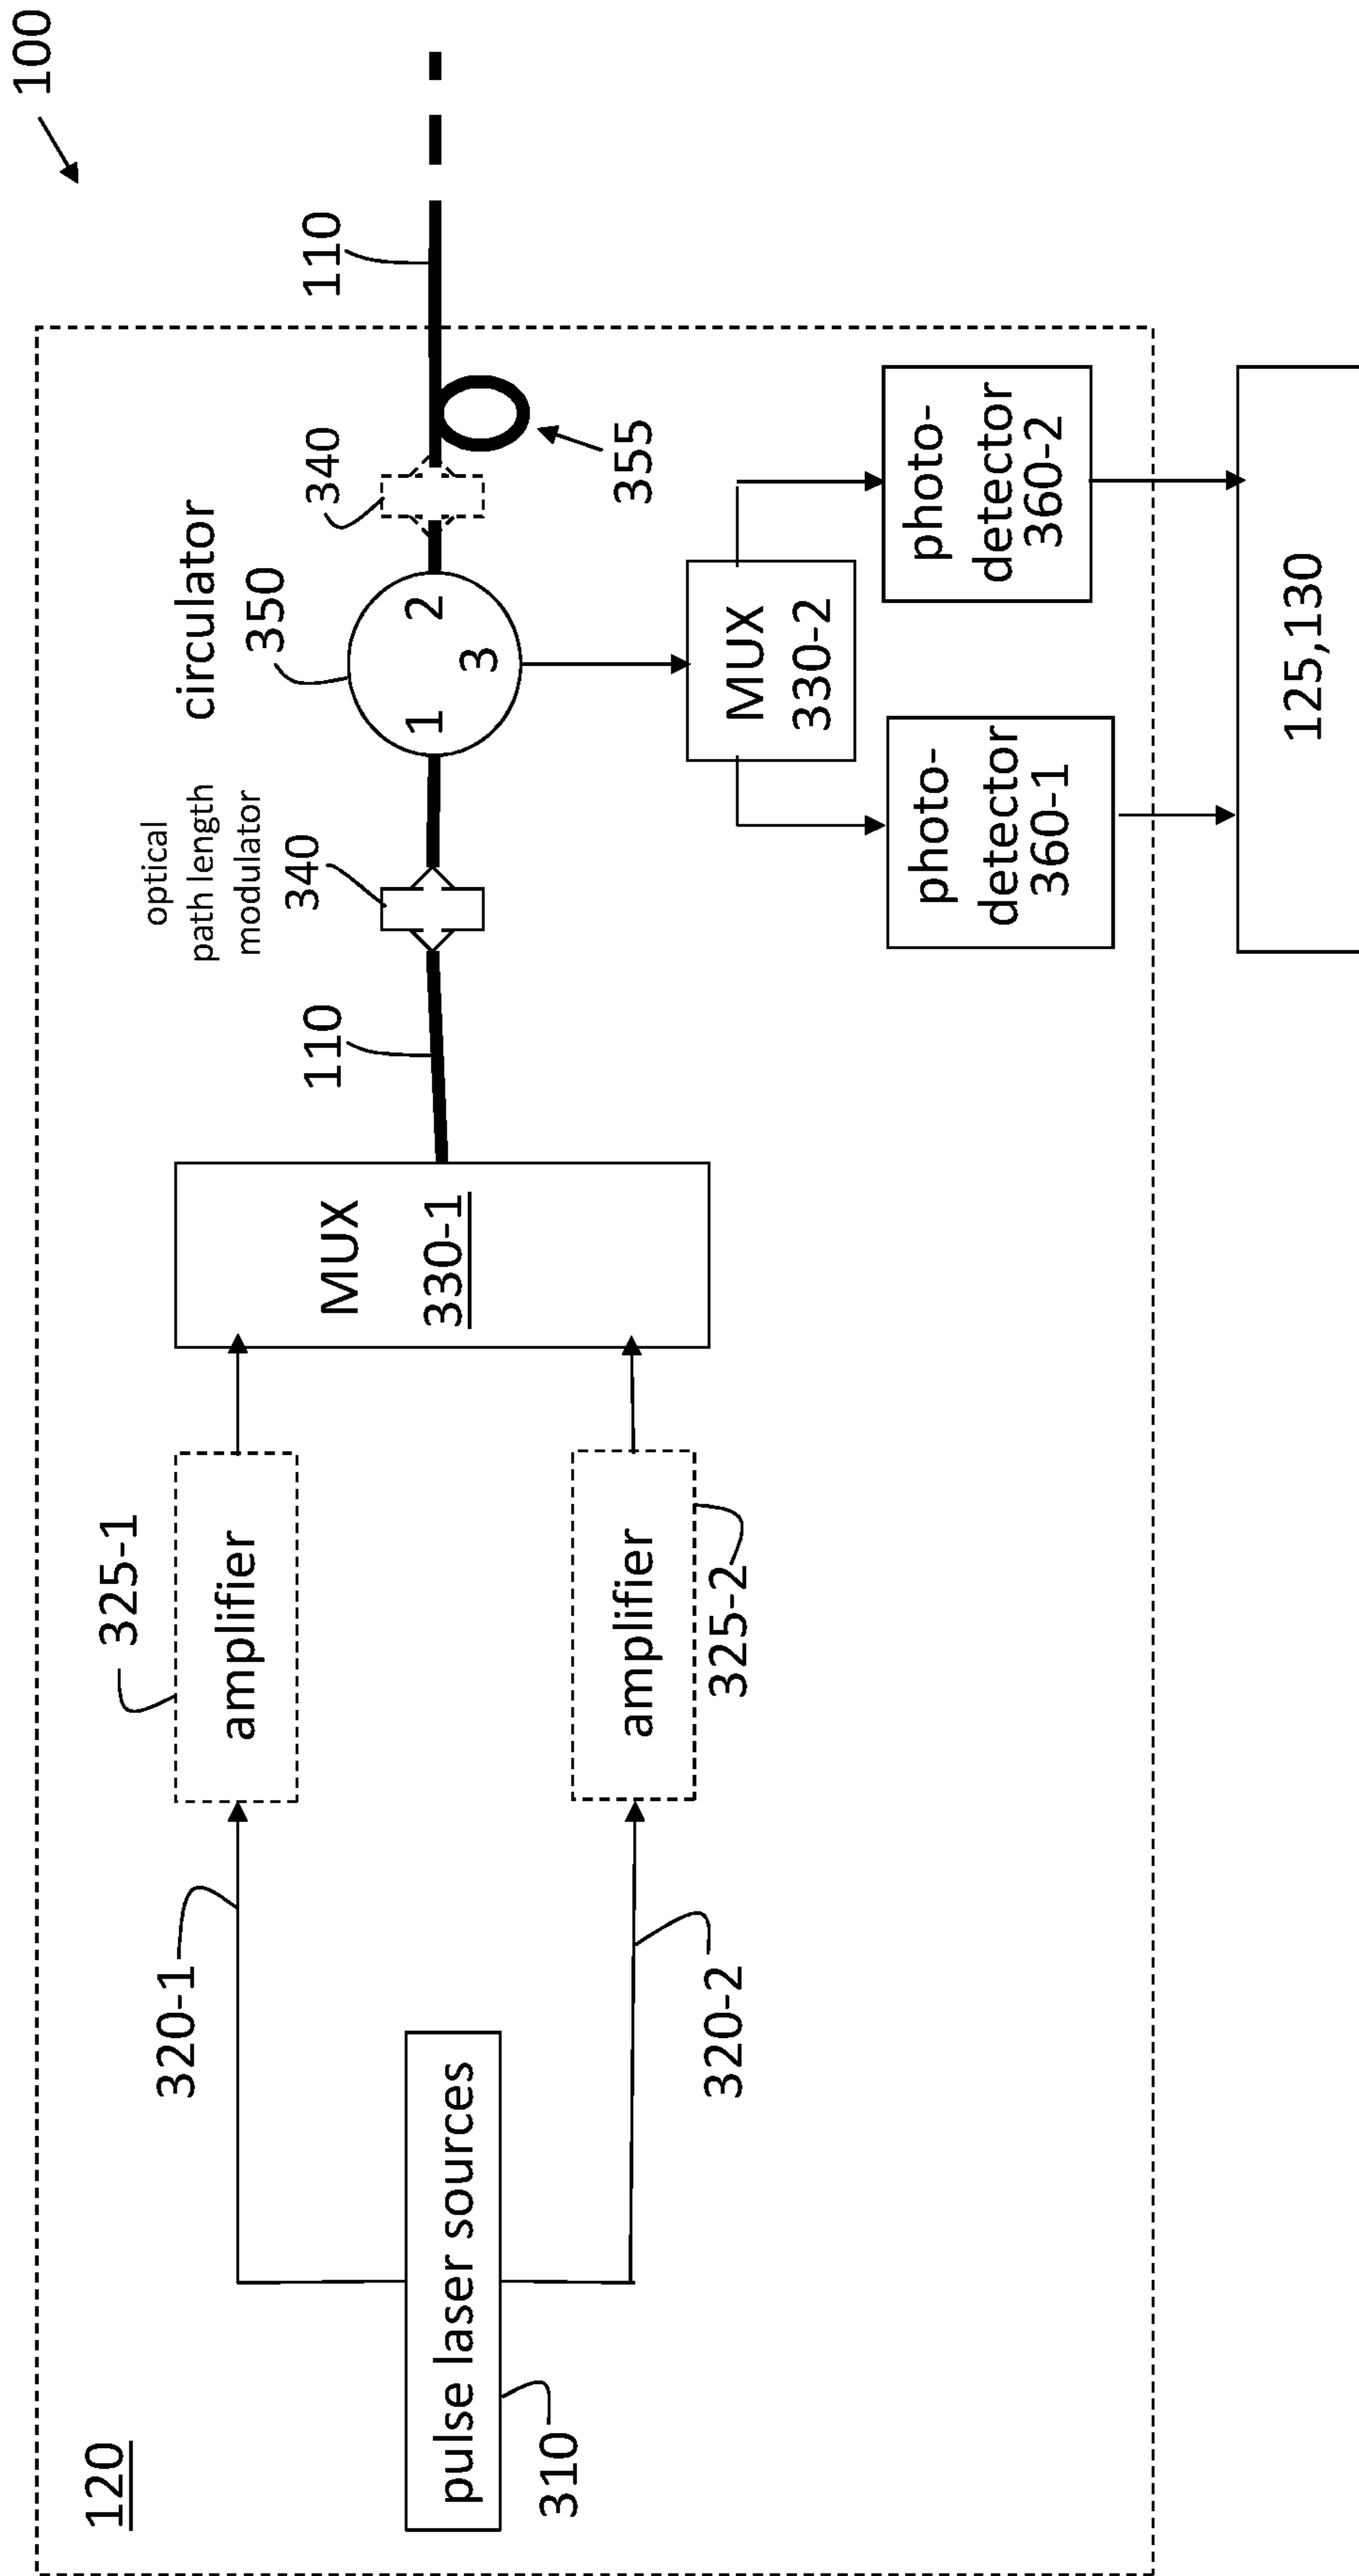 100
120
320-1
325-1
amplifier
pulse laser sources
310
320-2
amplifier
325-2
MUX
330-1
110
optical
path length
modulator
340
circulator
350
1
2
3
340
110
355
MUX
330-2
photo-
detector
360-1
photo-
detector
360-2
125,130